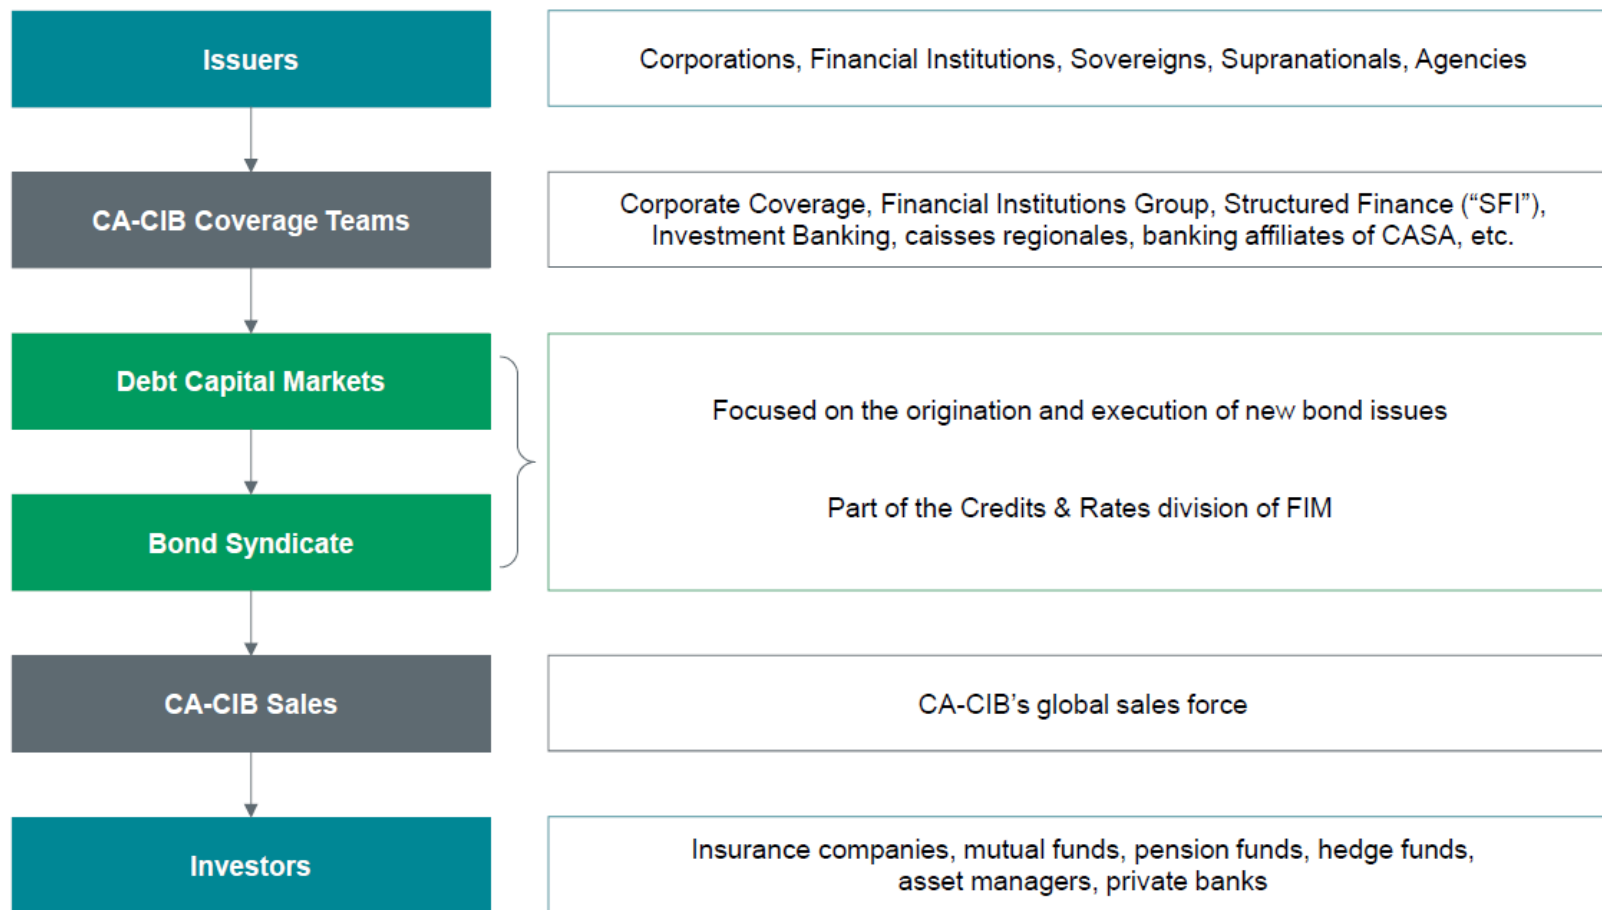 Issuers
Corporations, Financial Institutions, Sovereigns, Supranationals, Agencies
CA-CIB Coverage Teams
Corporate Coverage, Financial Institutions Group, Structured Finance (“SFI”),
Investment Banking, caisses regionales, banking affiliates of CASA, etc.
Debt Capital Markets
Bond Syndicate
Focused on the origination and execution of new bond issues
Part of the Credits & Rates division of FIM
CA-CIB Sales
CA-CIB’s global sales force
Investors
Insurance companies, mutual funds, pension funds, hedge funds,
asset managers, private banks